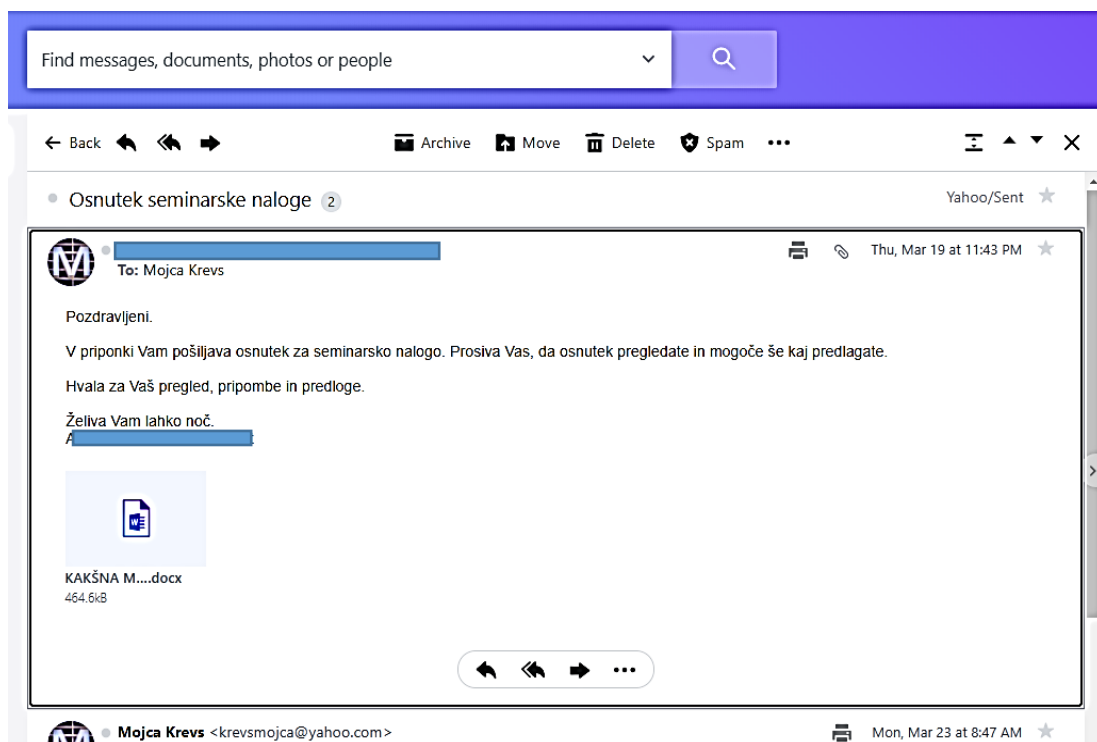 Find messages, documents, photos or people
Back Archive Move Delete Spam
Osnutek seminarske naloge 2
Yahoo/Sent
Thu, Mar 19 at 11:43 PM
To: Mojca Krevs
Pozdravljeni.
V priponki Vam pošiljava osnutek za seminarsko nalogo. Prosiva Vas, da osnutek pregledate in mogoče še kaj predlagate.
Hvala za Vaš pregled, pripombe in predloge.
Želiva Vam lahko noč.
A
KAKŠNA M....docx
464.6kB
Mojca Krevs <krevsmojca@yahoo.com>
Mon, Mar 23 at 8:47 AM